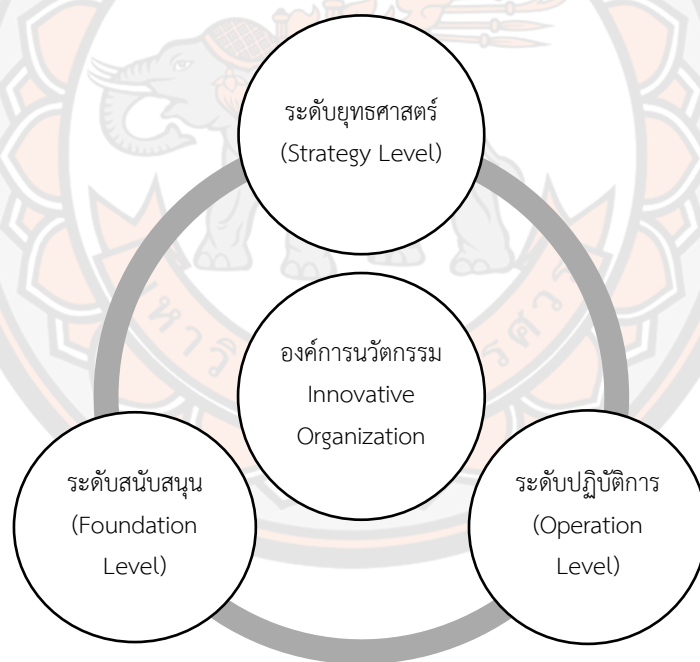 ระดับยุทธศาสตร์
(Strategy Level)
องค์การนวัตกรรม
Innovative
Organization
ระดับสนับสนุน
(Foundation
Level)
ระดับปฏิบัติการ
(Operation
Level)